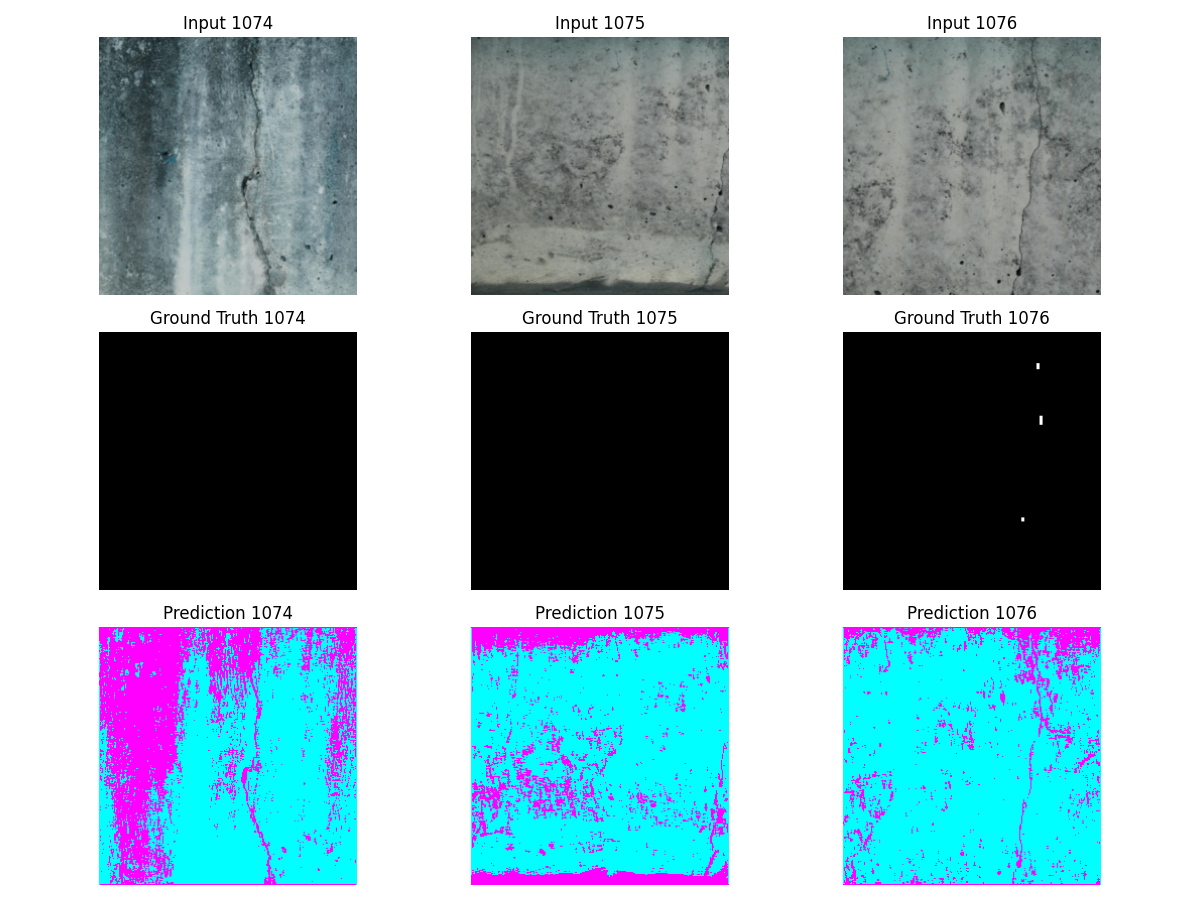 Input 1074
Input 1075
Input 1076
Ground Truth 1074
Ground Truth 1075
Ground Truth 1076
Prediction 1074
Prediction 1075
Prediction 1076